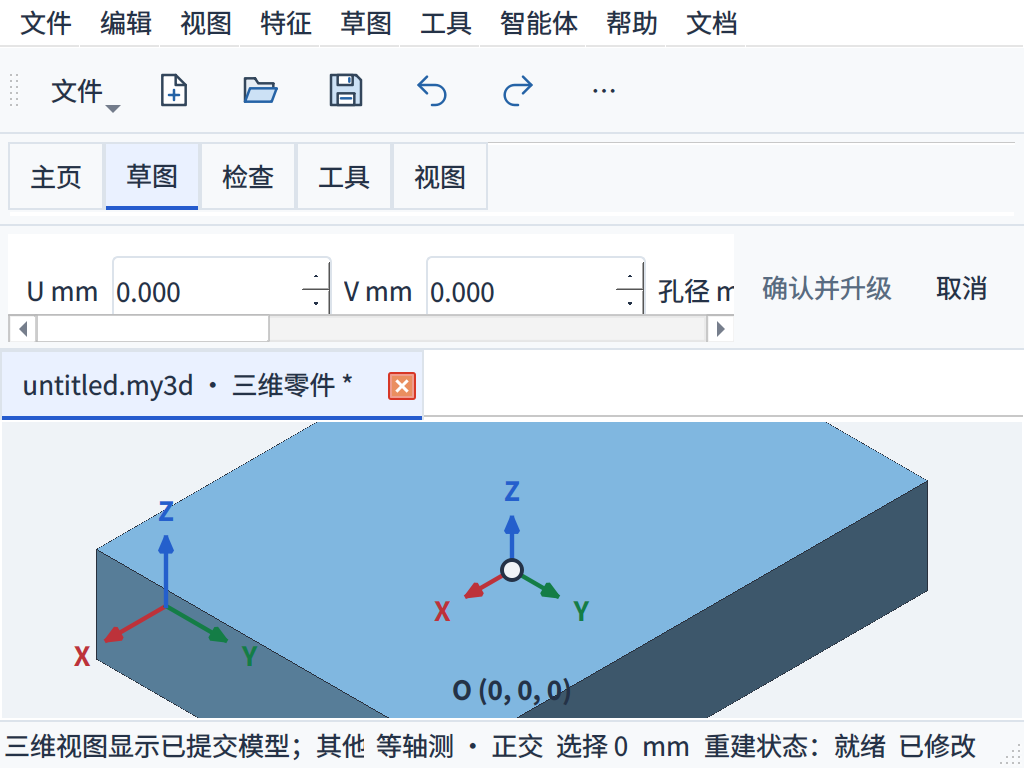 文件 编辑 视图 特征 草图 工具 智能体 帮助 文档
文件 ...
主页 草图 检查 工具 视图
U mm 0.000 V mm 0.000 孔径 m 确认并升级 取消
untitled.my3d • 三维零件 *
Z
Z
X Y
X Y
O (0, 0, 0)
三维视图显示已提交模型；其他 等轴测 • 正交 选择 0 mm 重建状态：就绪 已修改